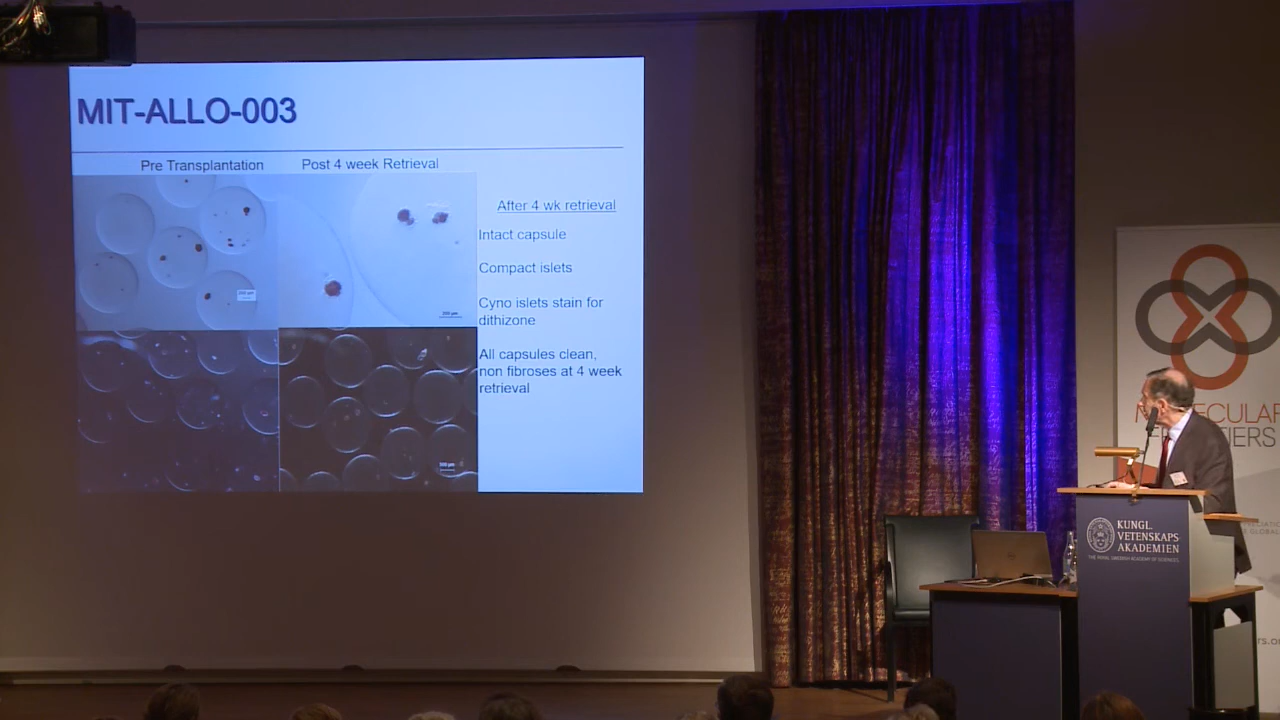 MIT-ALLO-003
Pre Transplantation
Post 4 week Retrieval
After 4 wk retrieval
Intact capsule
Compact islets
Cyno islets stain for
dithizone
All capsules clean,
non fibroses at 4 week
retrieval
KUNGL.
VETENSKAPS
AKADEMIEN
THE ROYAL SWEDISH ACADEMY OF SCIENCES